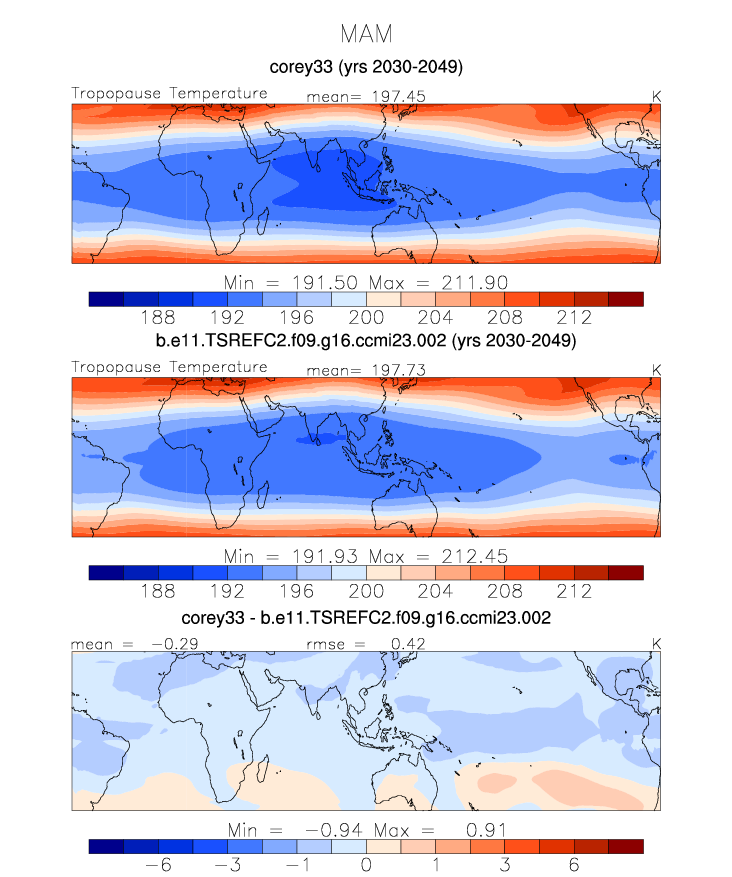 MAM
corey33 (yrs 2030-2049)
Tropopause Temperature mean= 197.45 K
Min = 191.50 Max = 211.90
188 192 196 200 204 208 212
b.e11.TSREFC2.f09.g16.ccmi23.002 (yrs 2030-2049)
Tropopause Temperature mean= 197.73 K
Min = 191.93 Max = 212.45
188 192 196 200 204 208 212
corey33 - b.e11.TSREFC2.f09.g16.ccmi23.002
mean = -0.29 rmse = 0.42 K
Min = -0.94 Max = 0.91
-6 -3 -1 0 1 3 6